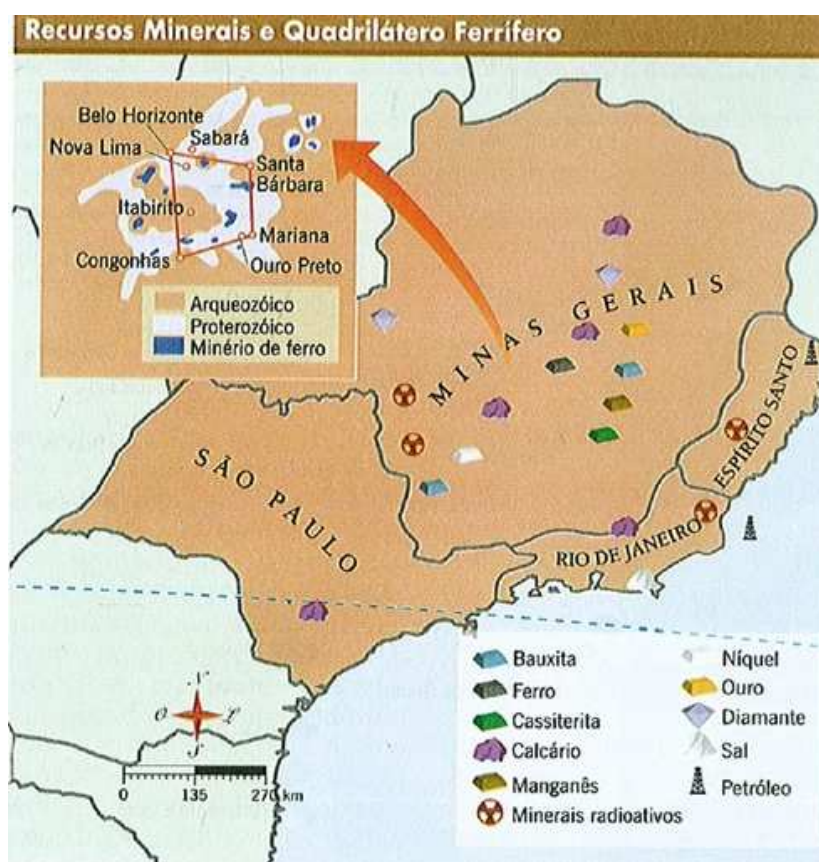 Recursos Minerais e Quadrilátero Ferrífero
Belo Horizonte
Sabará
Nova Lima
Santa
Bárbara
Itabirito
Mariana
Congonhas
Ouro Preto
Arqueozóico
Proterozóico
Minério de ferro
MINAS GERAIS
ESPÍRITO SANTO
SÃO PAULO
RIO DE JANEIRO
N
O
L
S
0
135
270 km
Bauxita
Ferro
Cassiterita
Calcário
Manganês
Minerais radioativos
Níquel
Ouro
Diamante
Sal
Petróleo